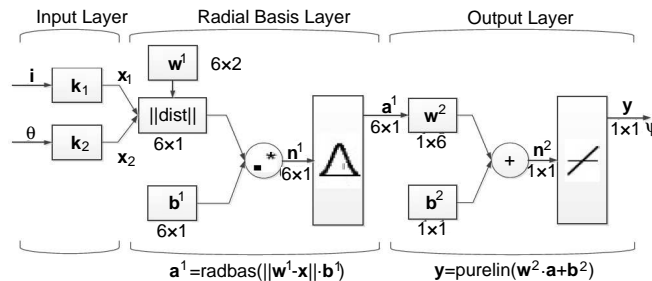 Input Layer
Radial Basis Layer
Output Layer
w¹
6×2
i
k₁
x₁
||dist||
6×1
θ
k₂
x₂
b¹
6×1
.*
n¹
6×1
a¹
6×1
w²
1×6
+
n²
1×1
b²
1×1
y
1×1
ψ
a¹=radbas(||w¹-x||·b¹)
y=purelin(w²·a+b²)